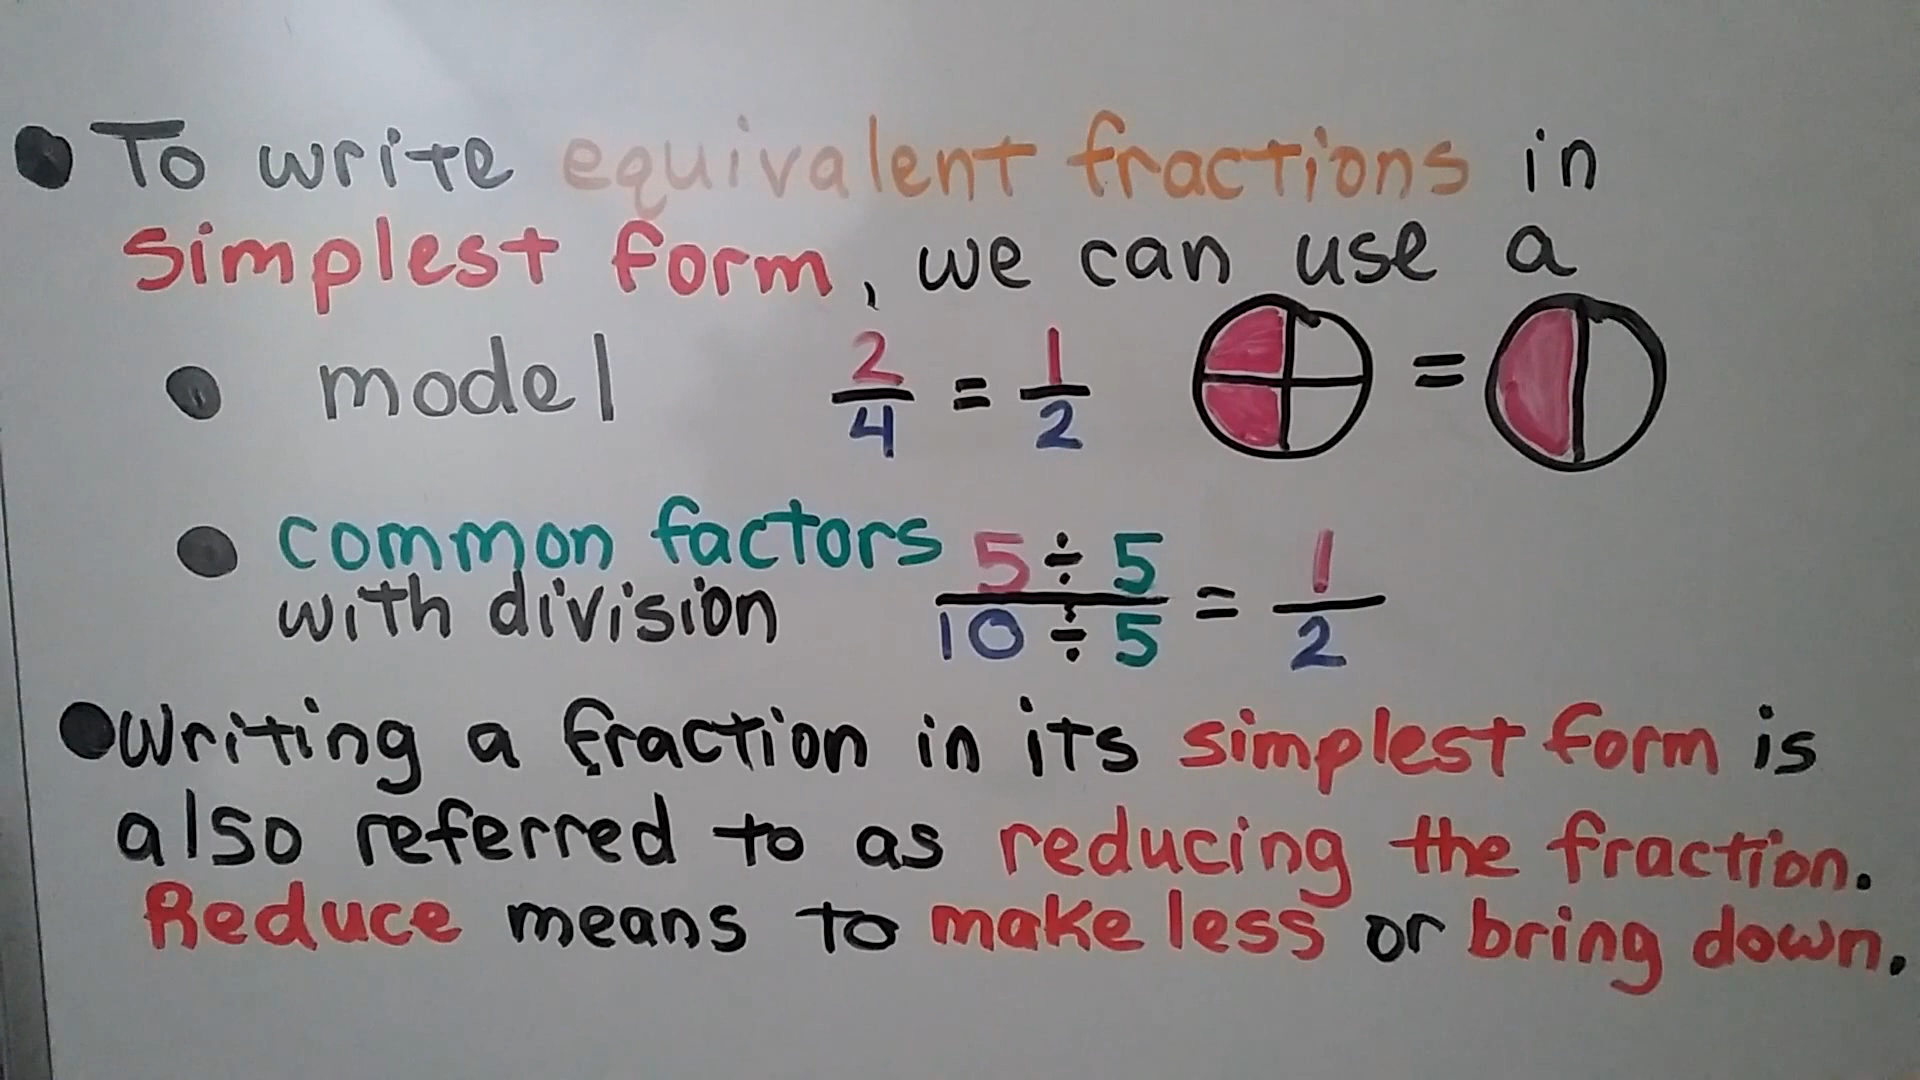 ● To write equivalent fractions in
simplest form, we can use a
● model 2/4 = 1/2 =
● common factors
with division 5 ÷ 5 / 10 ÷ 5 = 1/2
● Writing a fraction in its simplest form is
also referred to as reducing the fraction.
Reduce means to make less or bring down.